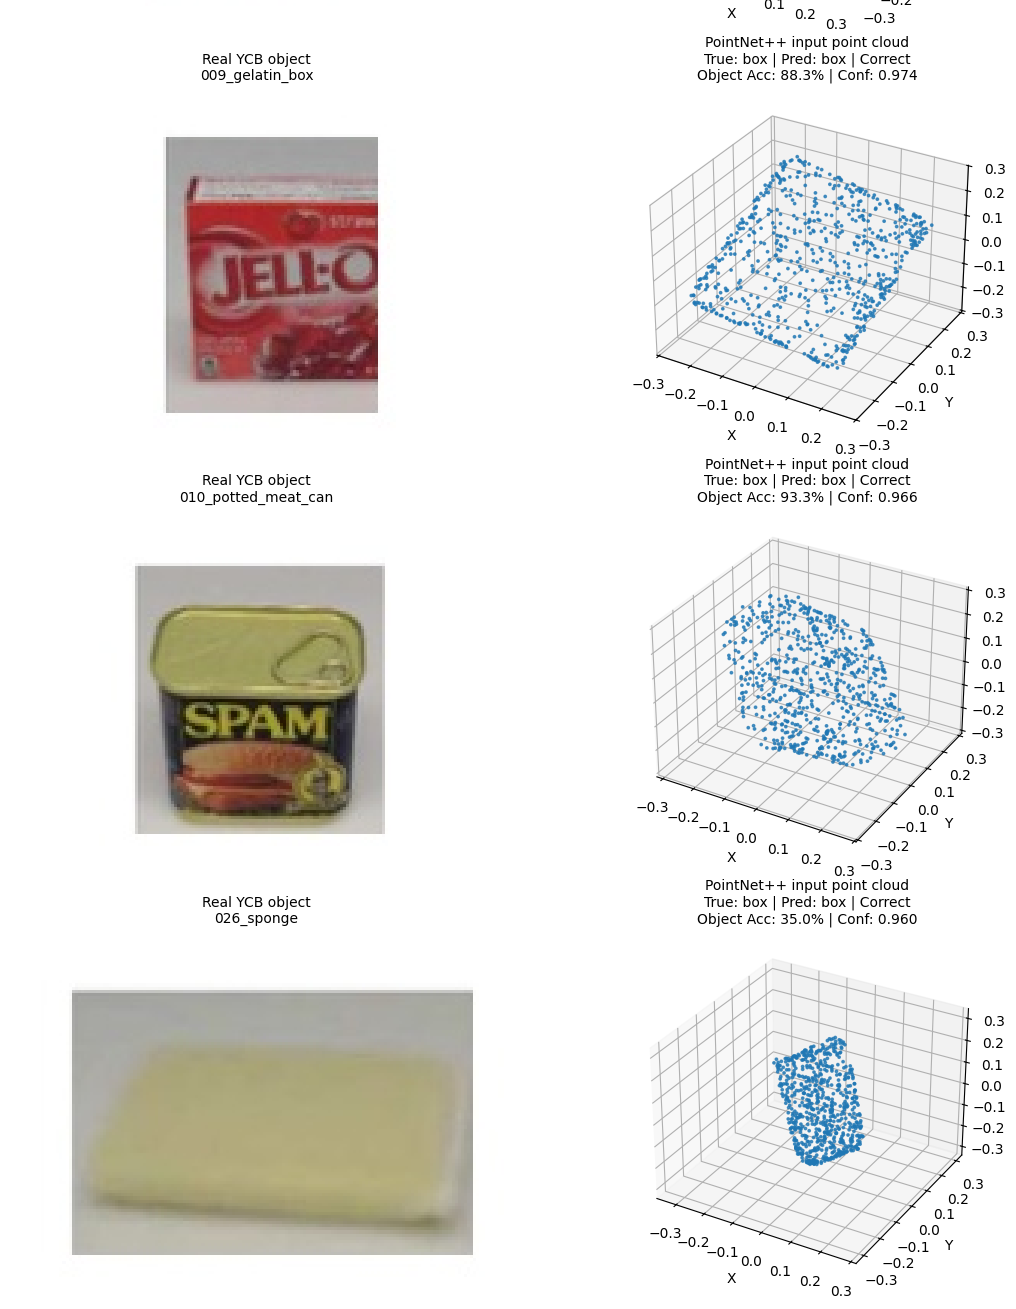 X
0.1
0.2
0.3
−0.2
−0.3
Real YCB object
009_gelatin_box
PointNet++ input point cloud
True: box | Pred: box | Correct
Object Acc: 88.3% | Conf: 0.974
JELL-O
0.3
0.2
0.1
0.0
−0.1
−0.2
−0.3
−0.3
−0.2
−0.1
0.0
0.1
0.2
0.3
X
−0.3
−0.2
−0.1
0.0
0.1
0.2
0.3
Y
Real YCB object
010_potted_meat_can
PointNet++ input point cloud
True: box | Pred: box | Correct
Object Acc: 93.3% | Conf: 0.966
SPAM
0.3
0.2
0.1
0.0
−0.1
−0.2
−0.3
−0.3
−0.2
−0.1
0.0
0.1
0.2
0.3
X
−0.3
−0.2
−0.1
0.0
0.1
0.2
0.3
Y
Real YCB object
026_sponge
PointNet++ input point cloud
True: box | Pred: box | Correct
Object Acc: 35.0% | Conf: 0.960
0.3
0.2
0.1
0.0
−0.1
−0.2
−0.3
−0.3
−0.2
−0.1
0.0
0.1
0.2
0.3
X
−0.3
−0.2
−0.1
0.0
0.1
0.2
0.3
Y